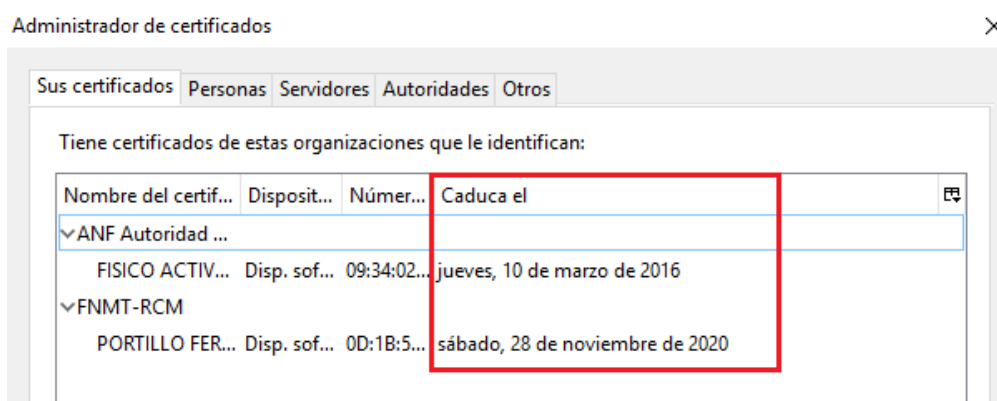 Administrador de certificados
Sus certificados Personas Servidores Autoridades Otros
Tiene certificados de estas organizaciones que le identifican:
Nombre del certif... Disposit... Númer... Caduca el
ANF Autoridad ...
FISICO ACTIV... Disp. sof... 09:34:02... jueves, 10 de marzo de 2016
FNMT-RCM
PORTILLO FER... Disp. sof... 0D:1B:5... sábado, 28 de noviembre de 2020